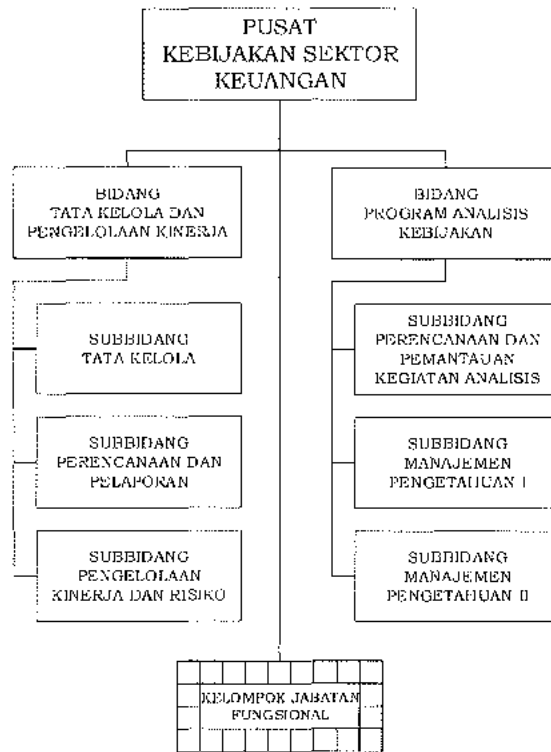 PUSAT
KEBIJAKAN SEKTOR
KEUANGAN
BIDANG
TATA KELOLA DAN
PENGELOLAAN KINERJA
SUBBIDANG
TATA KELOLA
SUBBIDANG
PERENCANAAN DAN
PELAPORAN
SUBBIDANG
PENGELOLAAN
KINERJA DAN RISIKO
BIDANG
PROGRAM ANALISIS
KEBIJAKAN
SUBBIDANG
PERENCANAAN DAN
PEMANTAUAN
KEGIATAN ANALISIS
SUBBIDANG
MANAJEMEN
PENGETAHUAN I
SUBBIDANG
MANAJEMEN
PENGETAHUAN II
KELOMPOK JABATAN
FUNGSIONAL